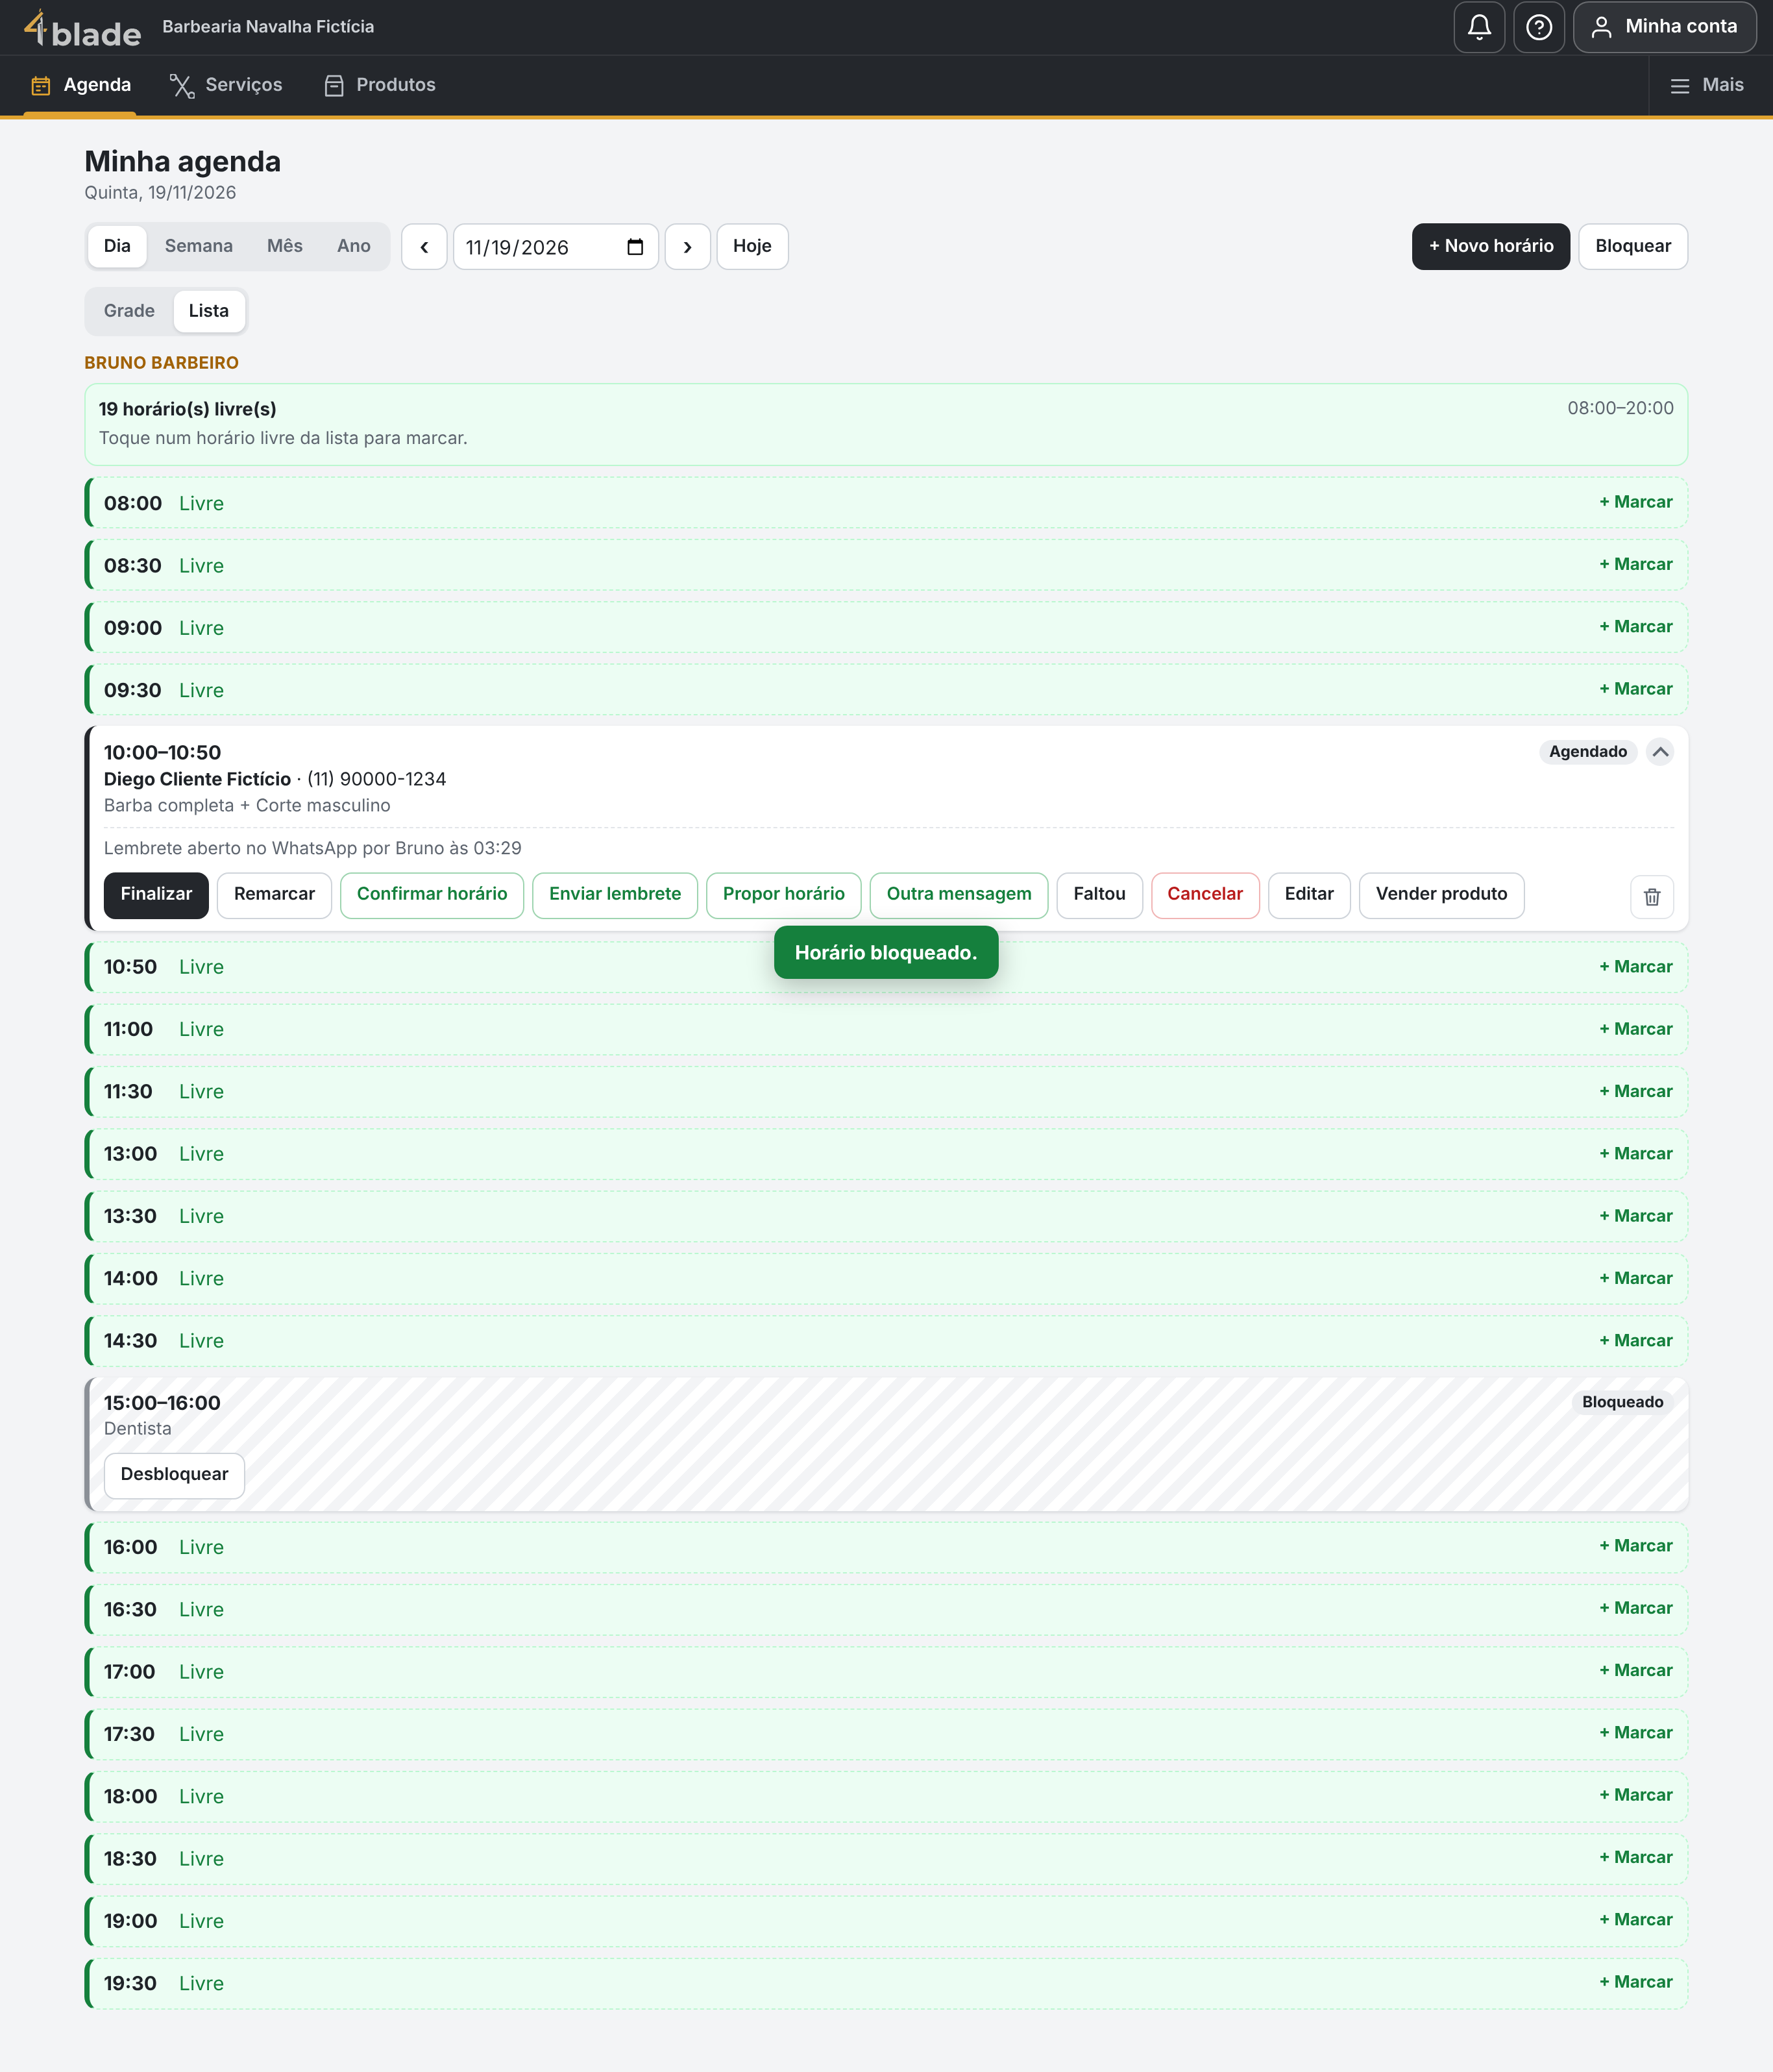 4blade Barbearia Navalha Fictícia Minha conta
Agenda Serviços Produtos Mais
Minha agenda
Quinta, 19/11/2026
Dia Semana Mês Ano ‹ 11/19/2026 › Hoje + Novo horário Bloquear
Grade Lista
BRUNO BARBEIRO
19 horário(s) livre(s) 08:00–20:00
Toque num horário livre da lista para marcar.
08:00 Livre + Marcar
08:30 Livre + Marcar
09:00 Livre + Marcar
09:30 Livre + Marcar
10:00–10:50 Agendado
Diego Cliente Fictício · (11) 90000-1234
Barba completa + Corte masculino
Lembrete aberto no WhatsApp por Bruno às 03:29
Finalizar Remarcar Confirmar horário Enviar lembrete Propor horário Outra mensagem Faltou Cancelar Editar Vender produto
Horário bloqueado.
10:50 Livre + Marcar
11:00 Livre + Marcar
11:30 Livre + Marcar
13:00 Livre + Marcar
13:30 Livre + Marcar
14:00 Livre + Marcar
14:30 Livre + Marcar
15:00–16:00 Bloqueado
Dentista
Desbloquear
16:00 Livre + Marcar
16:30 Livre + Marcar
17:00 Livre + Marcar
17:30 Livre + Marcar
18:00 Livre + Marcar
18:30 Livre + Marcar
19:00 Livre + Marcar
19:30 Livre + Marcar